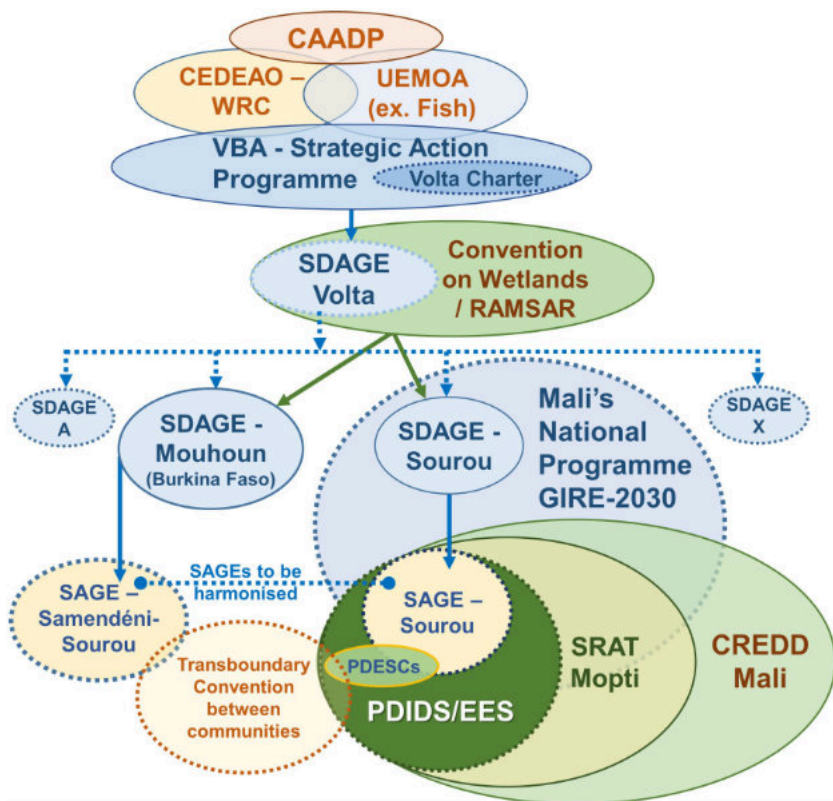 CAADP
CEDEAO –
WRC
UEMOA
(ex. Fish)
VBA - Strategic Action
Programme
Volta Charter
SDAGE
Volta
Convention
on Wetlands
/ RAMSAR
SDAGE
A
SDAGE -
Mouhoun
(Burkina Faso)
SDAGE -
Sourou
Mali's
National
Programme
GIRE-2030
SDAGE
X
SAGE –
Samendéni-
Sourou
SAGEs to be
harmonised
SAGE –
Sourou
Transboundary
Convention
between
communities
PDESCs
PDIDS/EES
SRAT
Mopti
CREDD
Mali